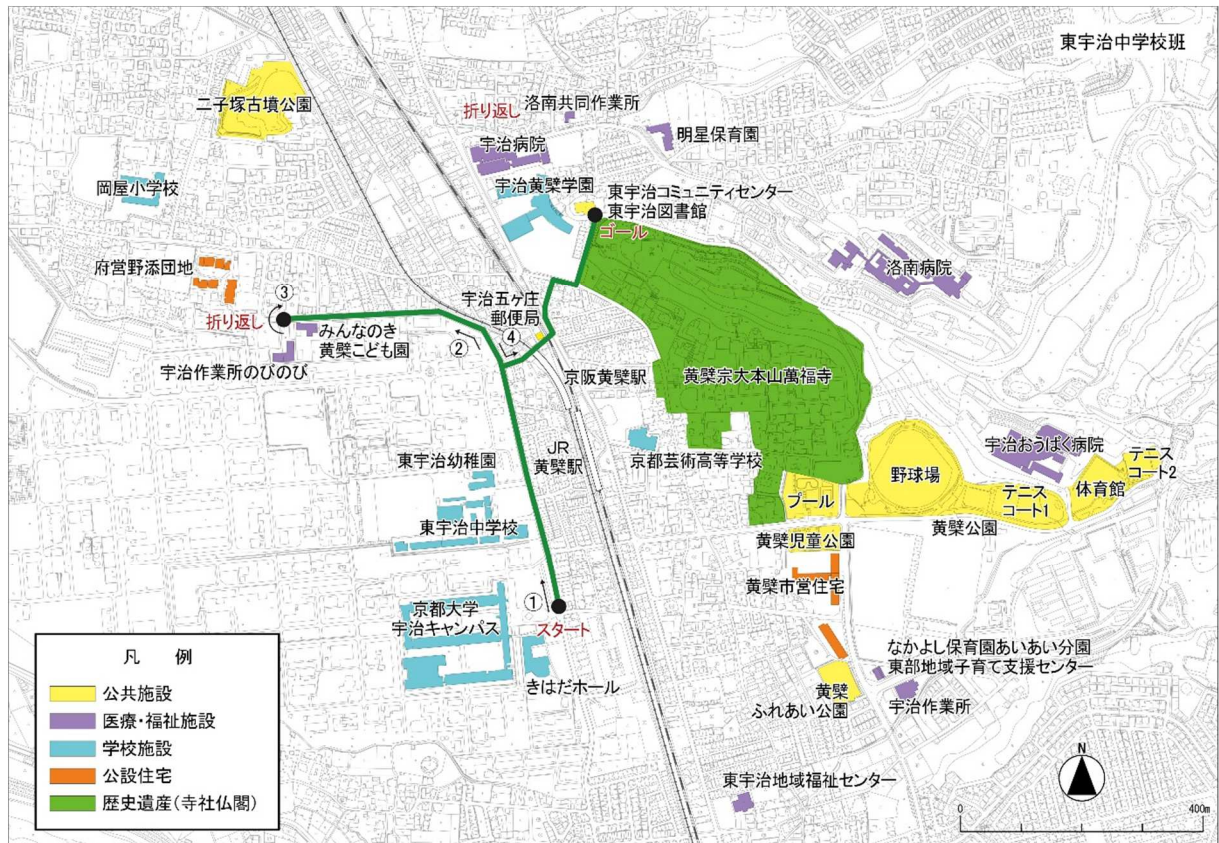 東宇治中学校班
二子塚古墳公園
折り返し
洛南共同作業所
宇治病院
明星保育園
岡屋小学校
宇治黄檗学園
東宇治コミュニティセンター
東宇治図書館
ゴール
府営野添団地
洛南病院
③
折り返し
みんなのき
黄檗こども園
宇治五ヶ庄
郵便局
②
④
宇治作業所のびのび
京阪黄檗駅
黄檗宗大本山萬福寺
JR
黄檗駅
京都芸術高等学校
東宇治幼稚園
東宇治中学校
宇治おうばく病院
野球場
プール
テニス
コート1
体育館
テニス
コート2
黄檗公園
黄檗児童公園
黄檗市営住宅
①
スタート
京都大学
宇治キャンパス
きはだホール
なかよし保育園あいあい分園
東部地域子育て支援センター
黄檗
ふれあい公園
宇治作業所
東宇治地域福祉センター
凡 例
公共施設
医療・福祉施設
学校施設
公設住宅
歴史遺産(寺社仏閣)
N
0
400m